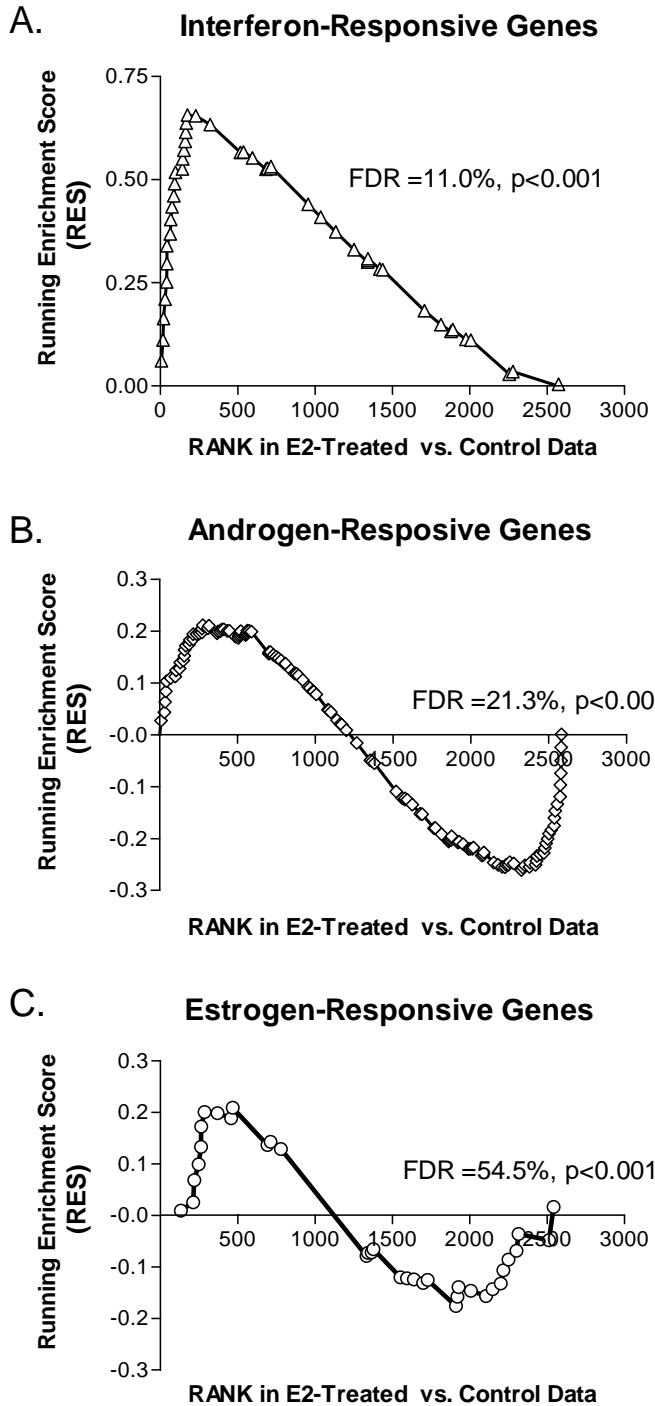 A.
Interferon-Responsive Genes
Running Enrichment Score
(RES)
0.75
0.50
0.25
0.00
FDR =11.0%, p<0.001
0 500 1000 1500 2000 2500 3000
RANK in E2-Treated vs. Control Data
B.
Androgen-Resposive Genes
Running Enrichment Score
(RES)
0.3
0.2
0.1
-0.0
-0.1
-0.2
-0.3
FDR =21.3%, p<0.00
500 1000 1500 2000 2500 3000
RANK in E2-Treated vs. Control Data
C.
Estrogen-Responsive Genes
Running Enrichment Score
(RES)
0.3
0.2
0.1
-0.0
-0.1
-0.2
-0.3
FDR =54.5%, p<0.001
500 1000 1500 2000 2500 3000
RANK in E2-Treated vs. Control Data